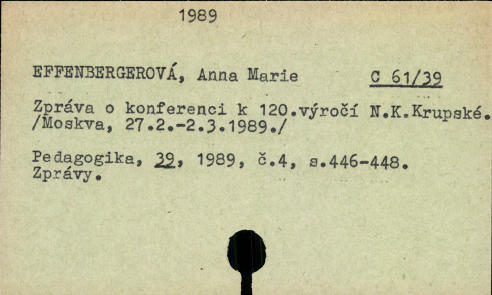 1989
EFFENBERGEROVÁ, Anna Marie C 61/39
Zpráva o konferenci k 120.výročí N.K.Krupské.
/Moskva, 27.2.-2.3.1989./
Pedagogika, 39, 1989, č.4, s.446-448.
Zprávy.